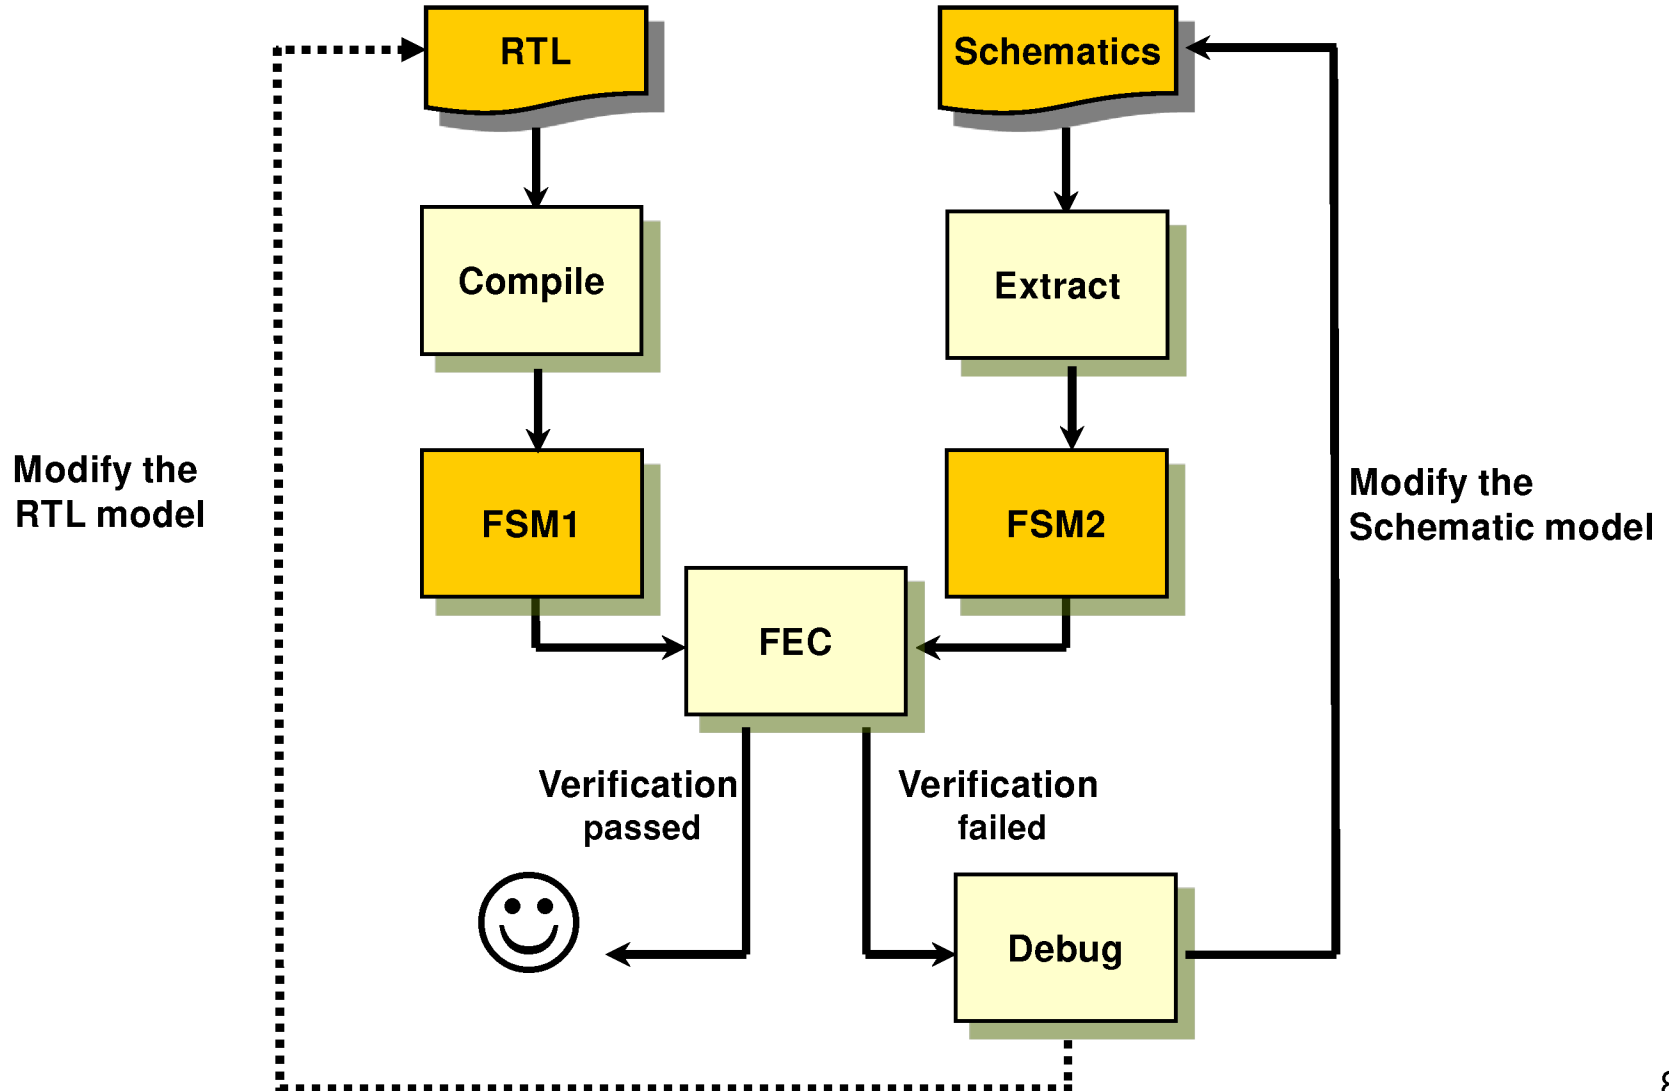 RTL
Schematics
Compile
Extract
Modify the
RTL model
FSM1
FSM2
Modify the
Schematic model
FEC
Verification
passed
Verification
failed
Debug